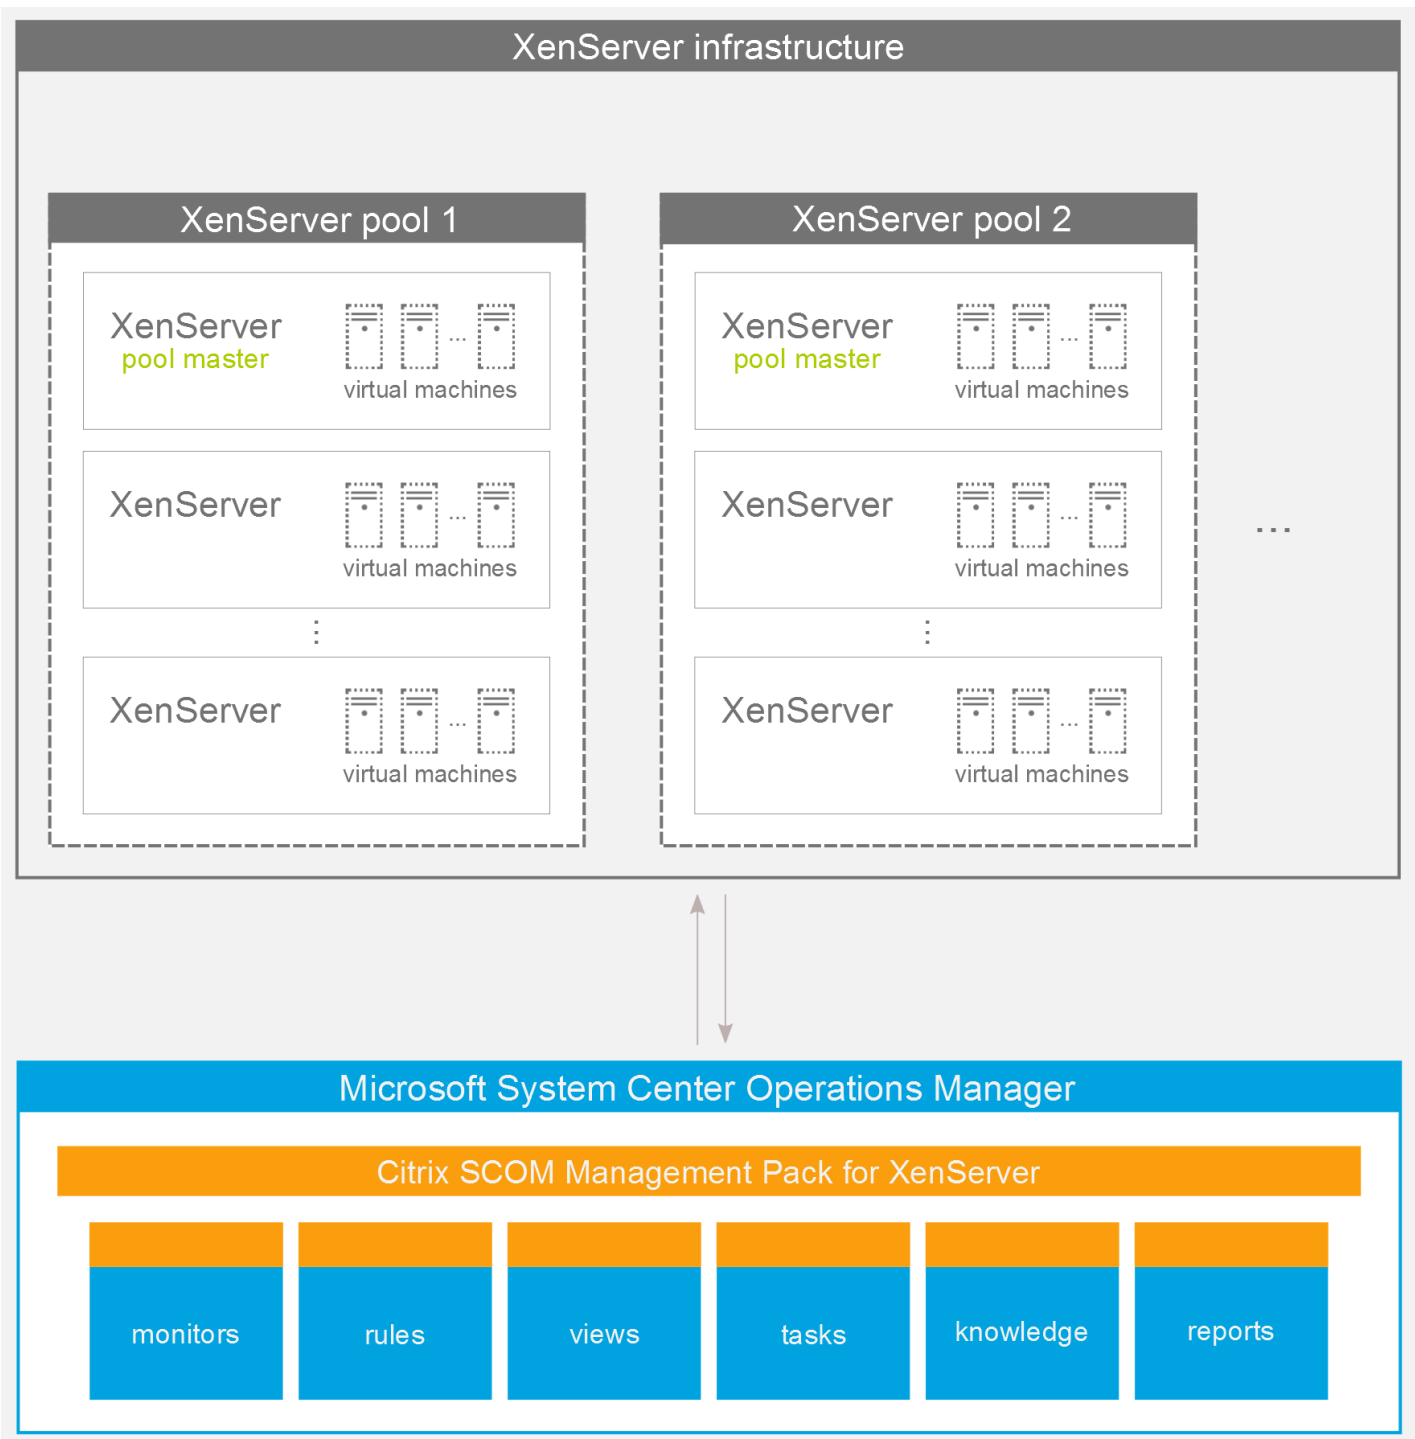 XenServer infrastructure
XenServer pool 1
XenServer
pool master
...
virtual machines
XenServer
...
virtual machines
...
XenServer
...
virtual machines
XenServer pool 2
XenServer
pool master
...
virtual machines
XenServer
...
virtual machines
...
XenServer
...
virtual machines
...
Microsoft System Center Operations Manager
Citrix SCOM Management Pack for XenServer
monitors
rules
views
tasks
knowledge
reports